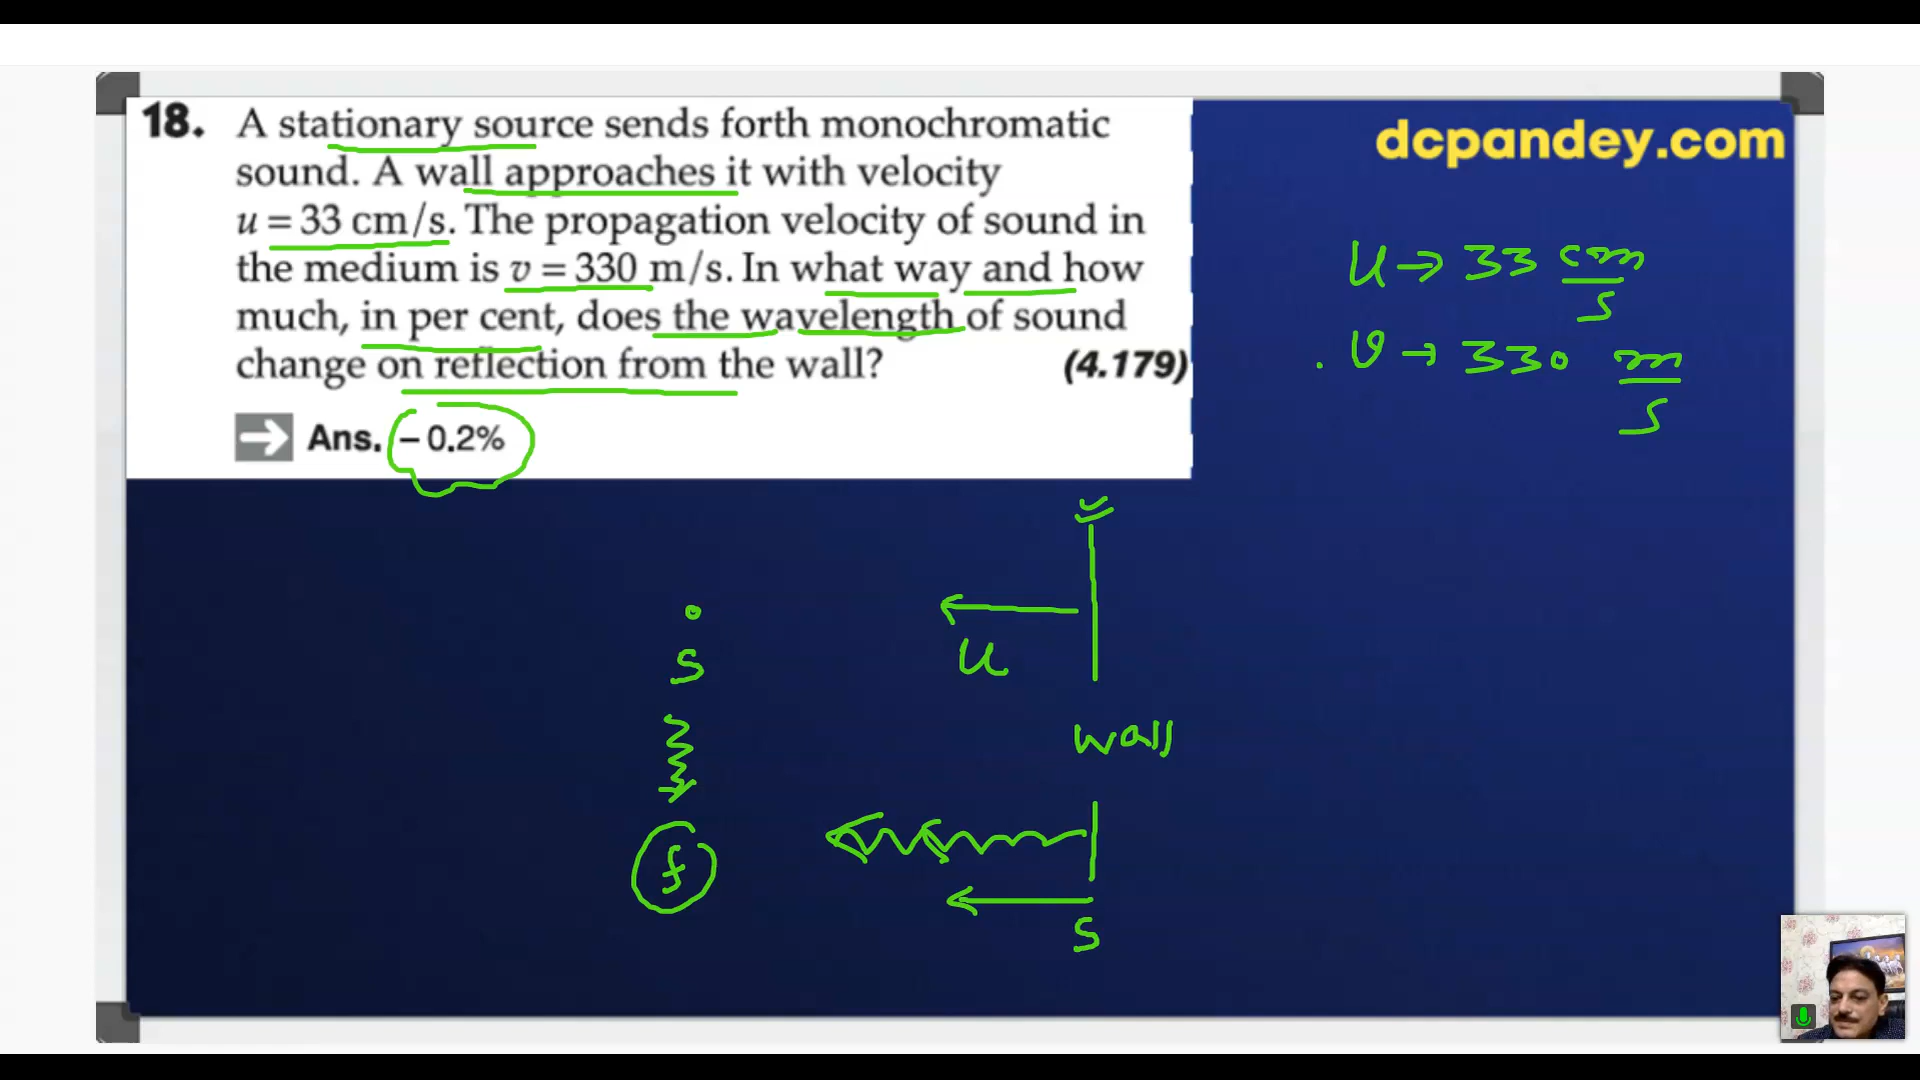 18. A stationary source sends forth monochromatic
sound. A wall approaches it with velocity
u = 33 cm/s. The propagation velocity of sound in
the medium is v = 330 m/s. In what way and how
much, in per cent, does the wavelength of sound
change on reflection from the wall? (4.179)
Ans. – 0.2%
dcpandey.com
u → 33 cm/s
v → 330 m/s
S
u
wall
f
S